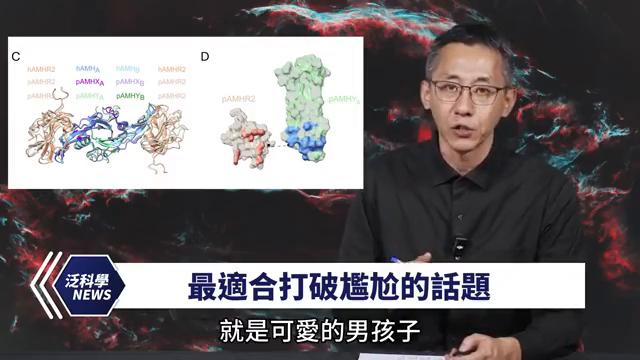 C
D
hAMHR2 hAMHA hAMHB hAMHR2
pAMHR2 pAMHXA pAMHXB pAMHR2
pAMHR2 pAMHYA pAMHYB pAMHR2
pAMHR2
泛科學
NEWS
最適合打破尷尬的話題
就是可愛的男孩子